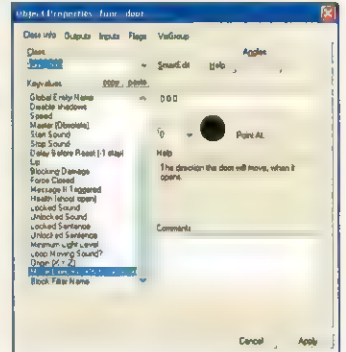 Object Properties: func_door
Class Info Outputs Inputs Flags VisGroup
Class
Angles
SmartEdit Help
Keyvalues copy paste
Global Entity Name
Disable shadows
Speed
Master (Obsolete)
Start Sound
Stop Sound
Delay Before Reset (-1 stay)
Lip
Blocking Damage
Force Closed
Message If Triggered
Health (shoot open)
Locked Sound
Unlocked Sound
Locked Sentence
Unlocked Sentence
Minimum Light Level
Loop Moving Sound?
Origin (X Y Z)
Block Filter Name
0 0 0
0
Point At
Help
The direction the door will move, when it
opens.
Comments
Cancel Apply